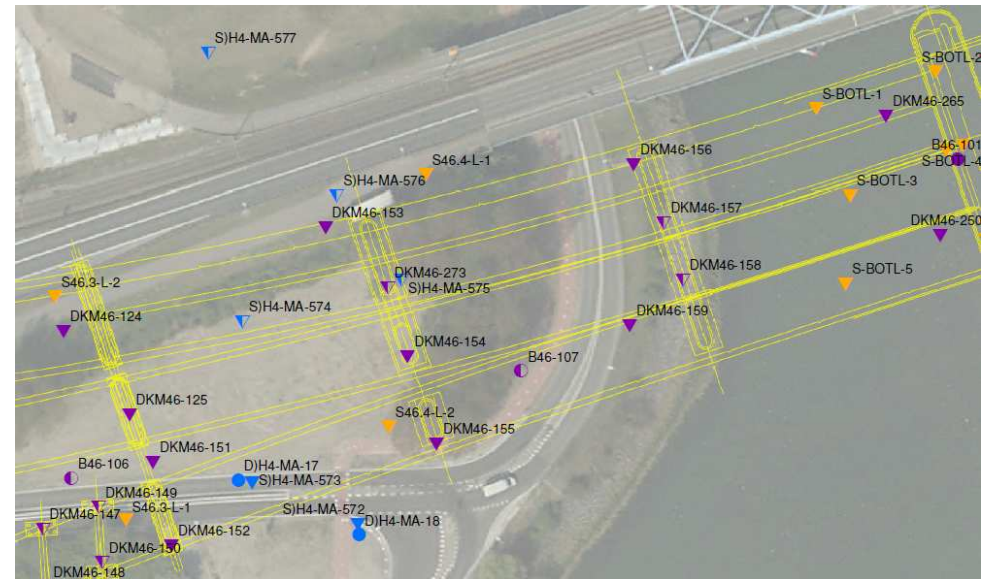 S)H4-MA-577
S-BOTL-2
S-BOTL-1
DKM46-265
B46-101
DKM46-156
S-BOTL-4
S46.4-L-1
S)H4-MA-576
S-BOTL-3
DKM46-153
DKM46-157
DKM46-250
DKM46-273
DKM46-158
S-BOTL-5
S46.3-L-2
S)H4-MA-575
S)H4-MA-574
DKM46-159
DKM46-124
DKM46-154
B46-107
DKM46-125
S46.4-L-2
DKM46-155
DKM46-151
B46-106
D)H4-MA-17
S)H4-MA-573
DKM46-149
S46.3-L-1
S)H4-MA-572
DKM46-147
D)H4-MA-18
DKM46-152
DKM46-150
DKM46-148